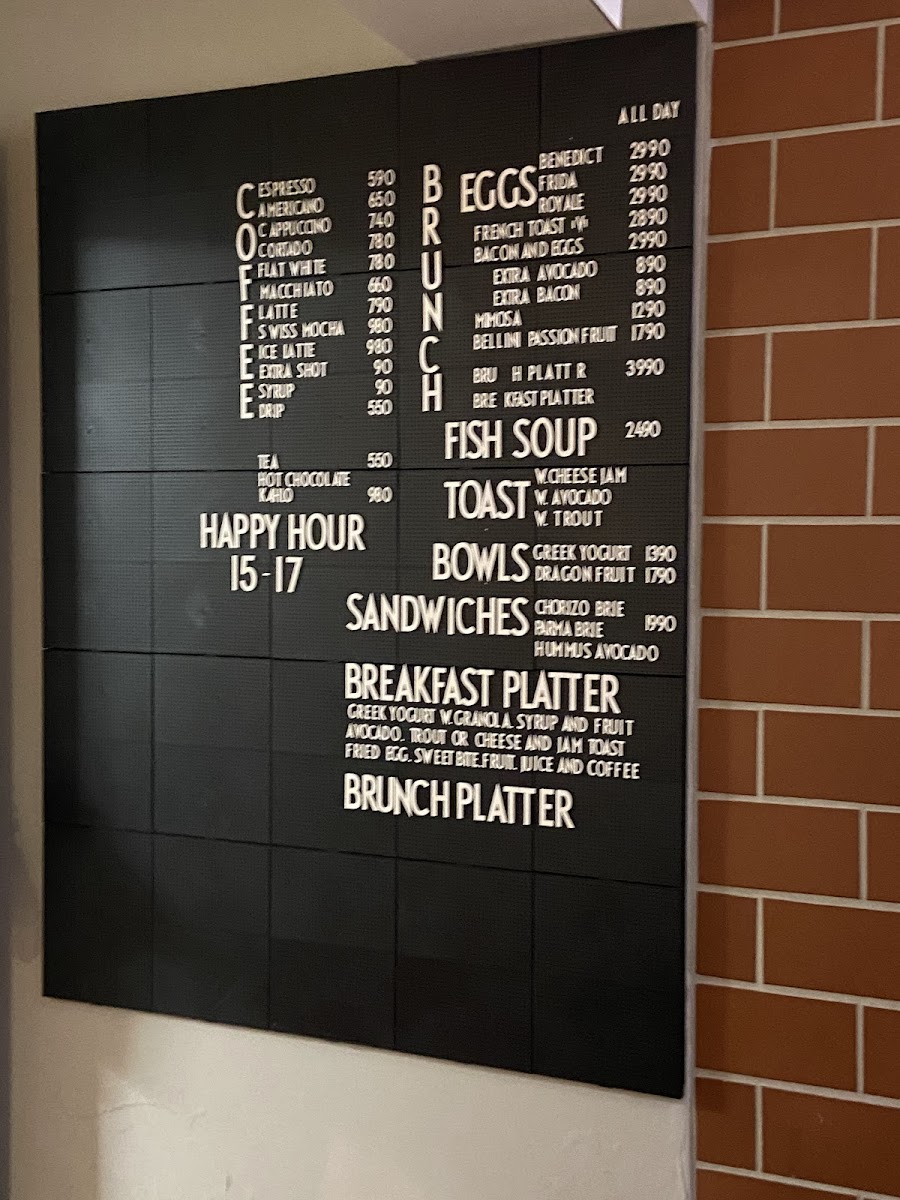 COFFEE
ESPRESSO 590
AMERICANO 650
CAPPUCCINO 740
CORTADO 780
FLAT WHITE 780
MACCHIATO 660
LATTE 790
SWISS MOCHA 980
ICE LATTE 980
EXTRA SHOT 90
SYRUP 90
DRIP 550
TEA 550
HOT CHOCOLATE
KAHLO 980
HAPPY HOUR
15-17
ALL DAY
BRUNCH
EGGS
BENEDICT 2990
FRIDA 2990
ROYALE 2990
FRENCH TOAST "V" 2890
BACON AND EGGS 2990
EXTRA AVOCADO 890
EXTRA BACON 890
MIMOSA 1290
BELLINI PASSION FRUIT 1790
BRU H PLATT R 3990
BRE KFAST PLATTER
FISH SOUP 2490
TOAST
W.CHEESE JAM
W. AVOCADO
W. TROUT
BOWLS
GREEK YOGURT 1390
DRAGON FRUIT 1790
SANDWICHES
CHORIZO BRIE
PARMA BRIE 1990
HUMMUS AVOCADO
BREAKFAST PLATTER
GREEK YOGURT W.GRANOLA. SYRUP AND FRUIT
AVOCADO. TROUT OR CHEESE AND JAM TOAST
FRIED EGG. SWEET BITE.FRUIT. JUICE AND COFFEE
BRUNCH PLATTER